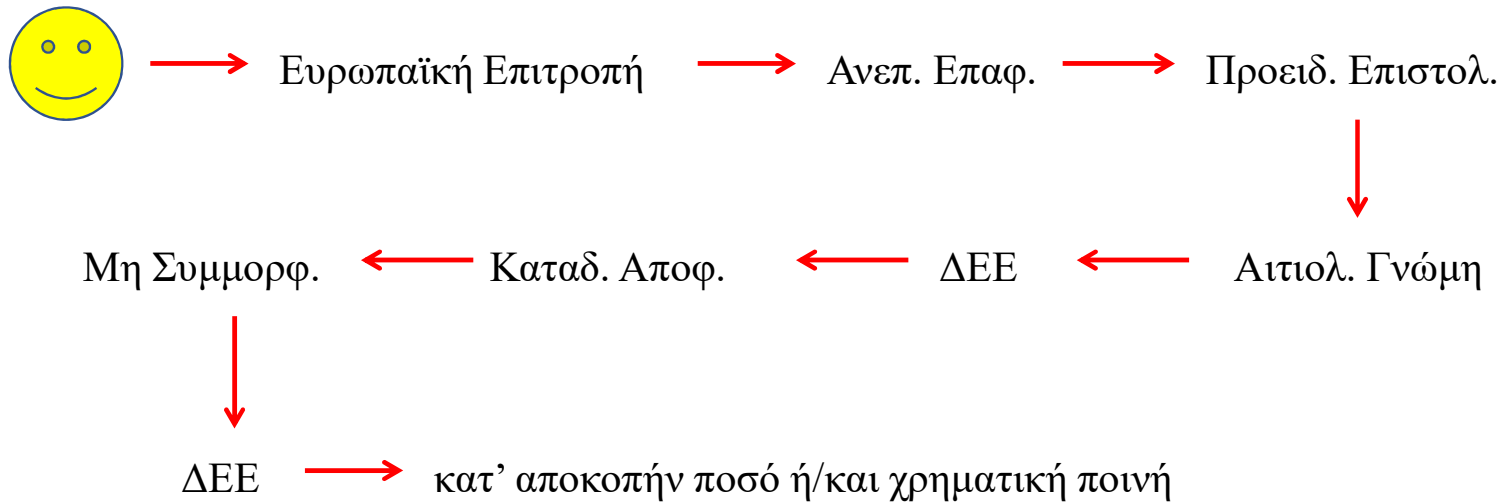 Ευρωπαϊκή Επιτροπή Ανεπ. Επαφ. Προειδ. Επιστολ.
Μη Συμμορφ. Καταδ. Αποφ. ΔΕΕ Αιτιολ. Γνώμη
ΔΕΕ κατ’ αποκοπήν ποσό ή/και χρηματική ποινή